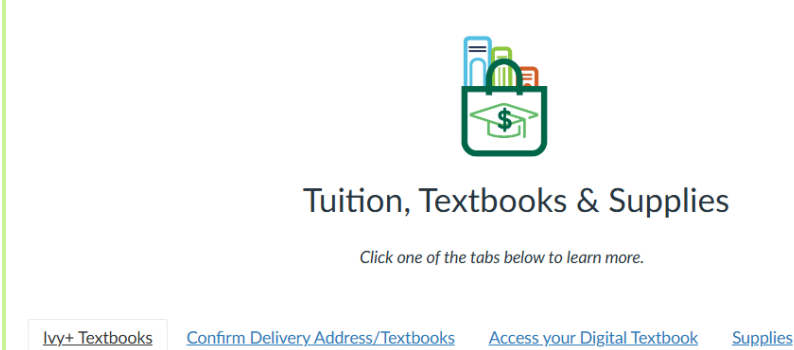 $
Tuition, Textbooks & Supplies
Click one of the tabs below to learn more.
Ivy+ Textbooks Confirm Delivery Address/Textbooks Access your Digital Textbook Supplies